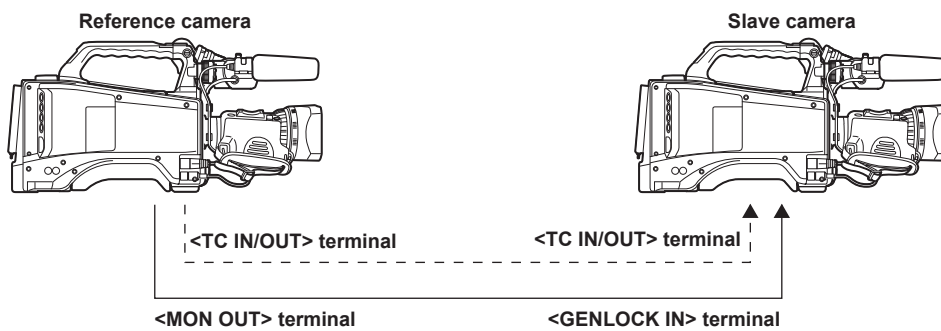 Reference camera
Slave camera
<TC IN/OUT> terminal
<TC IN/OUT> terminal
<MON OUT> terminal
<GENLOCK IN> terminal